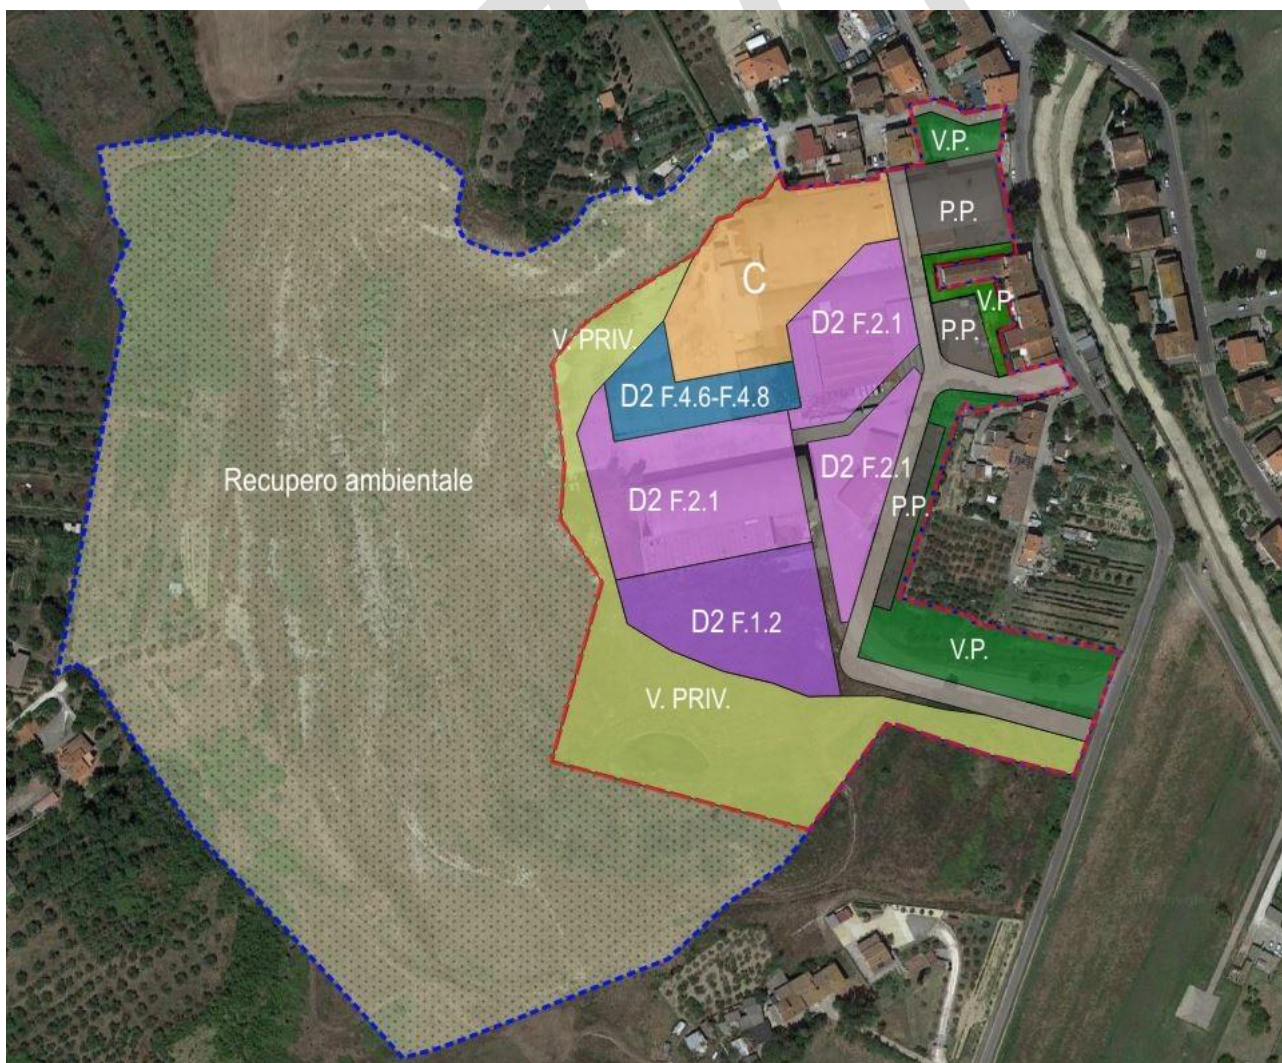 V.P.
P.P.
C
V.P
D2 F.2.1
P.P.
V. PRIV.
D2 F.4.6-F.4.8
D2 F.2.1
Recupero ambientale
D2 F.2.1
P.P.
D2 F.1.2
V.P.
V. PRIV.